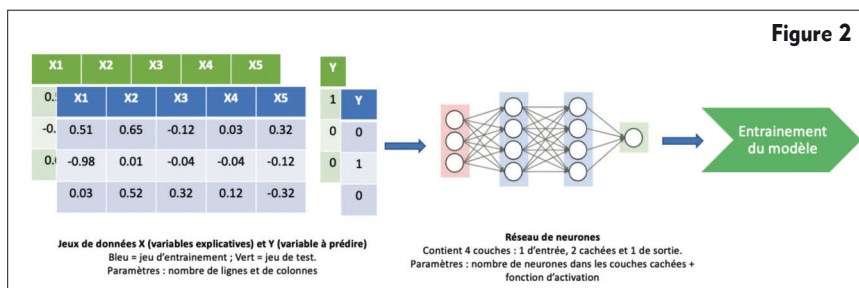 Figure 2
X1 X2 X3 X4 X5 Y
X1 X2 X3 X4 X5 Y
1
0.51 0.65 -0.12 0.03 0.32 0
0
-0.98 0.01 -0.04 -0.04 -0.12 1
0
0.03 0.52 0.32 0.12 -0.32 0
Entrainement
du modèle
Jeux de données X (variables explicatives) et Y (variable à prédire)
Bleu = jeu d'entrainement ; Vert = jeu de test.
Paramètres : nombre de lignes et de colonnes
Réseau de neurones
Contient 4 couches : 1 d'entrée, 2 cachées et 1 de sortie.
Paramètres : nombre de neurones dans les couches cachées +
fonction d'activation